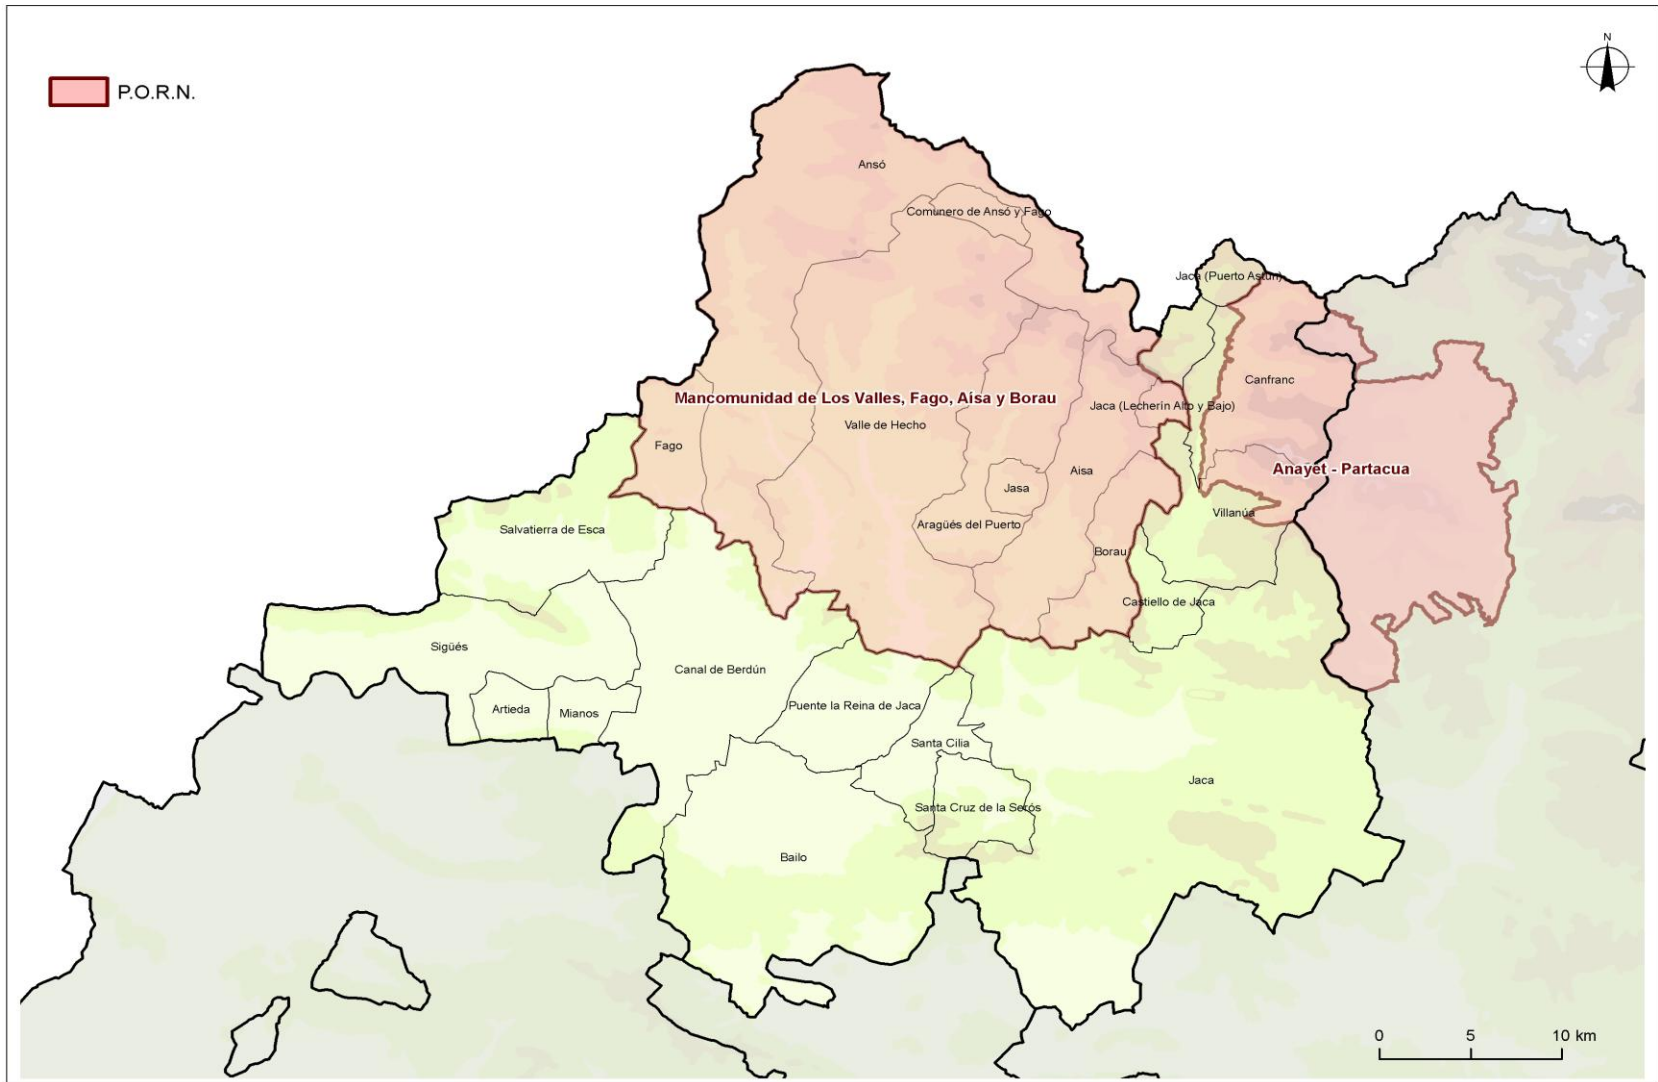 N
P.O.R.N.
Ansó
Comunero de Ansó y Fago
Jaca (Puerto Astún)
Canfranc
Mancomunidad de Los Valles, Fago, Aísa y Borau
Jaca (Lecherín Alto y Bajo)
Valle de Hecho
Fago
Aisa
Anayet - Partacua
Jasa
Villanúa
Aragüés del Puerto
Salvatierra de Esca
Borau
Castiello de Jaca
Sigüés
Canal de Berdún
Puente la Reina de Jaca
Artieda
Mianos
Santa Cilia
Jaca
Santa Cruz de la Serós
Bailo
0 5 10 km